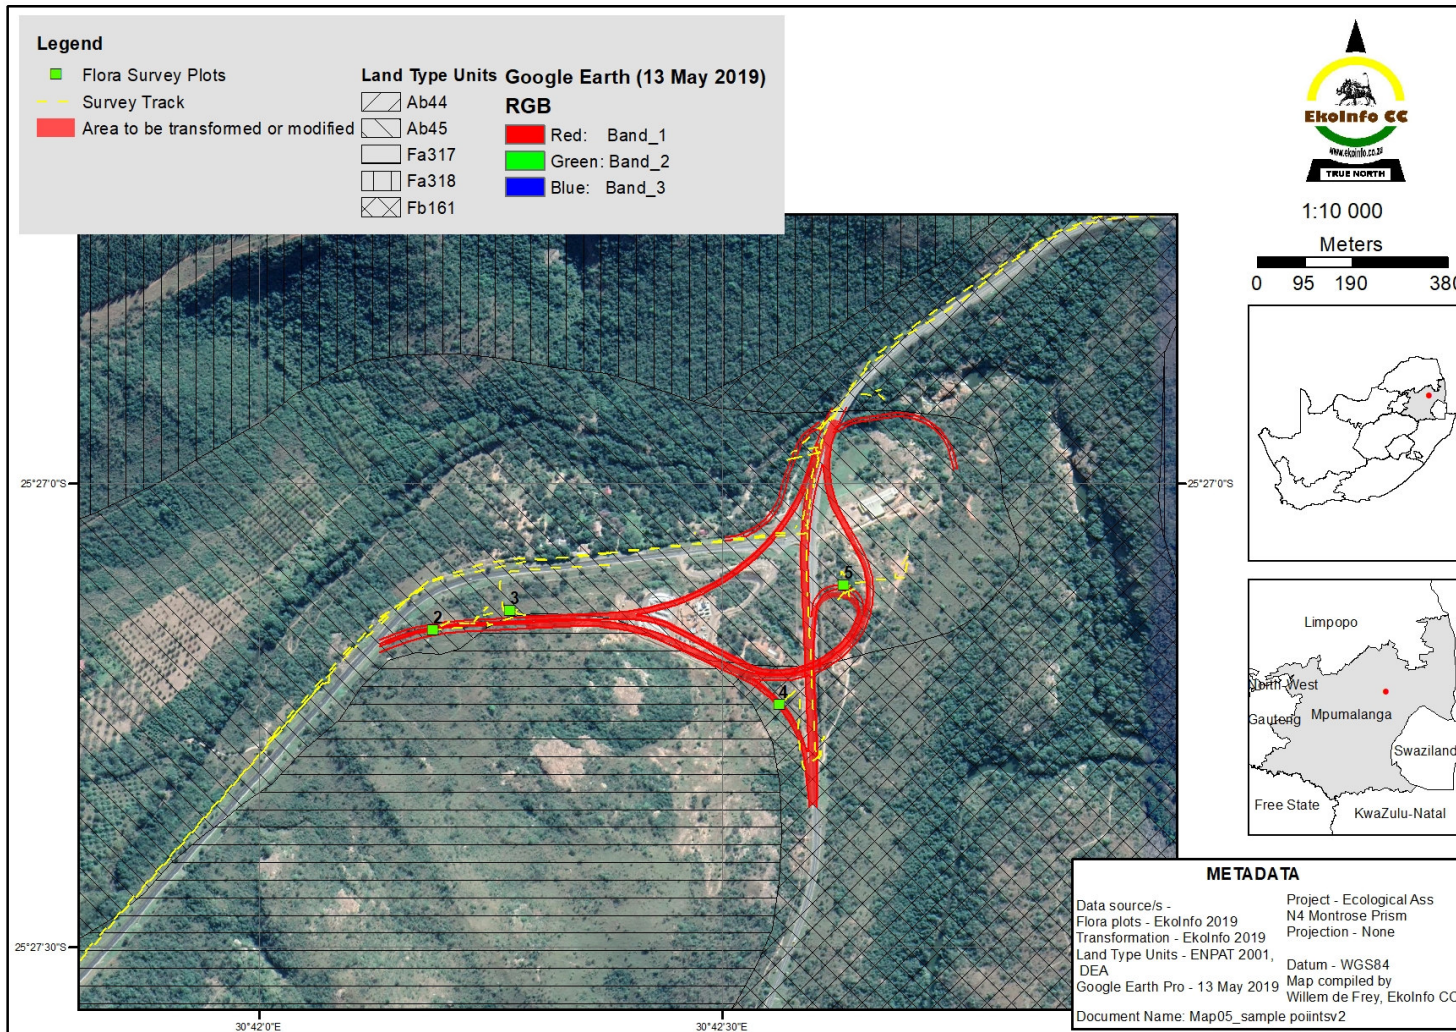 Legend
Flora Survey Plots
Survey Track
Area to be transformed or modified
Land Type Units
Ab44
Ab45
Fa317
Fa318
Fb161
Google Earth (13 May 2019)
RGB
Red: Band_1
Green: Band_2
Blue: Band_3
EkoInfo CC
www.ekoinfo.co.za
TRUE NORTH
1:10 000
Meters
0 95 190 380
25°27'0"S
25°27'0"S
25°27'30"S
30°42'0"E
30°42'30"E
2
3
4
5
Limpopo
North-West
Gauteng
Mpumalanga
Swaziland
Free State
KwaZulu-Natal
METADATA
Data source/s -
Flora plots - EkoInfo 2019
Transformation - EkoInfo 2019
Land Type Units - ENPAT 2001,
DEA
Google Earth Pro - 13 May 2019
Project - Ecological Ass
N4 Montrose Prism
Projection - None
Datum - WGS84
Map compiled by
Willem de Frey, EkoInfo CC
Document Name: Map05_sample poiintsv2